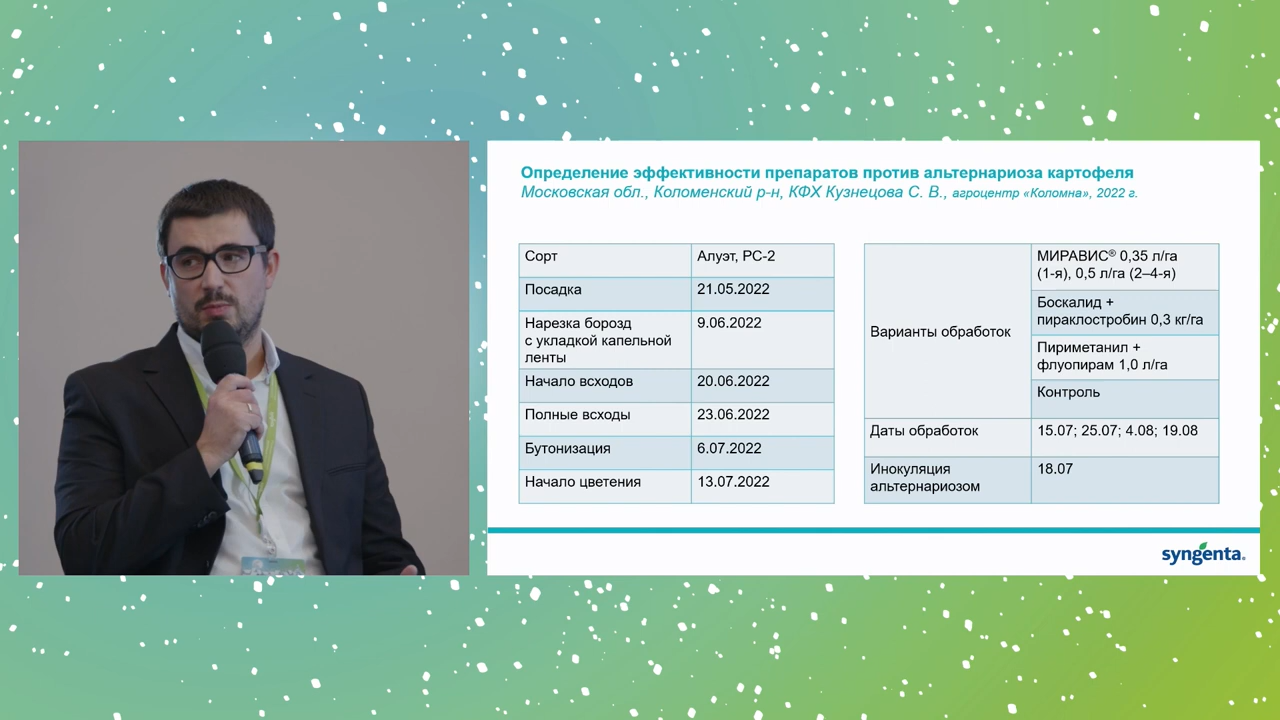 Определение эффективности препаратов против альтернариоза картофеля
Московская обл., Коломенский р-н, КФХ Кузнецова С. В., агроцентр «Коломна», 2022 г.
Сорт
Алуэт, РС-2
Посадка
21.05.2022
Нарезка борозд
с укладкой капельной
ленты
9.06.2022
Начало всходов
20.06.2022
Полные всходы
23.06.2022
Бутонизация
6.07.2022
Начало цветения
13.07.2022
Варианты обработок
МИРАВИС® 0,35 л/га
(1-я), 0,5 л/га (2–4-я)
Боскалид +
пираклостробин 0,3 кг/га
Пириметанил +
флуопирам 1,0 л/га
Контроль
Даты обработок
15.07; 25.07; 4.08; 19.08
Инокуляция
альтернариозом
18.07
syngenta.